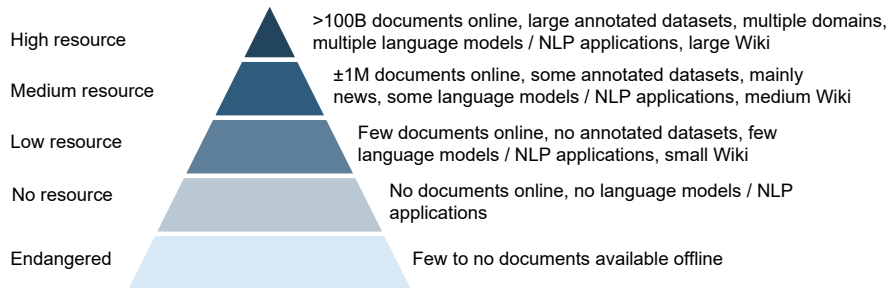 High resource
>100B documents online, large annotated datasets, multiple domains,
multiple language models / NLP applications, large Wiki
Medium resource
±1M documents online, some annotated datasets, mainly
news, some language models / NLP applications, medium Wiki
Low resource
Few documents online, no annotated datasets, few
language models / NLP applications, small Wiki
No resource
No documents online, no language models / NLP
applications
Endangered
Few to no documents available offline